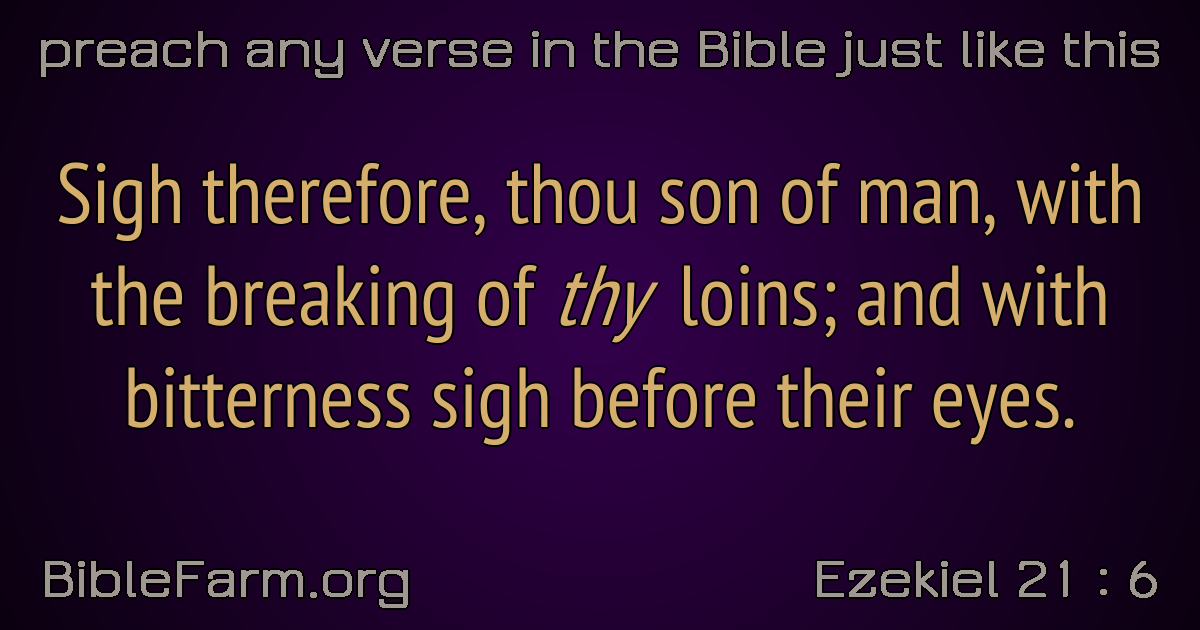 preach any verse in the Bible just like this
Sigh therefore, thou son of man, with
the breaking of thy loins; and with
bitterness sigh before their eyes.
BibleFarm.org
Ezekiel 21 : 6